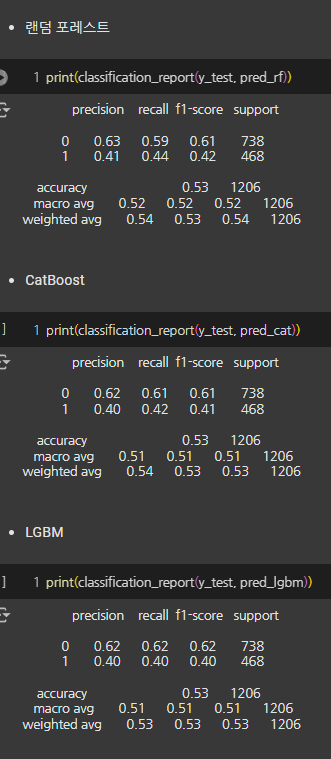 랜덤 포레스트
1 print(classification_report(y_test, pred_rf))
precision recall f1-score support
0 0.63 0.59 0.61 738
1 0.41 0.44 0.42 468
accuracy 0.53 1206
macro avg 0.52 0.52 0.52 1206
weighted avg 0.54 0.53 0.54 1206
CatBoost
] 1 print(classification_report(y_test, pred_cat))
precision recall f1-score support
0 0.62 0.61 0.61 738
1 0.40 0.42 0.41 468
accuracy 0.53 1206
macro avg 0.51 0.51 0.51 1206
weighted avg 0.54 0.53 0.53 1206
LGBM
] 1 print(classification_report(y_test, pred_lgbm))
precision recall f1-score support
0 0.62 0.62 0.62 738
1 0.40 0.40 0.40 468
accuracy 0.53 1206
macro avg 0.51 0.51 0.51 1206
weighted avg 0.53 0.53 0.53 1206